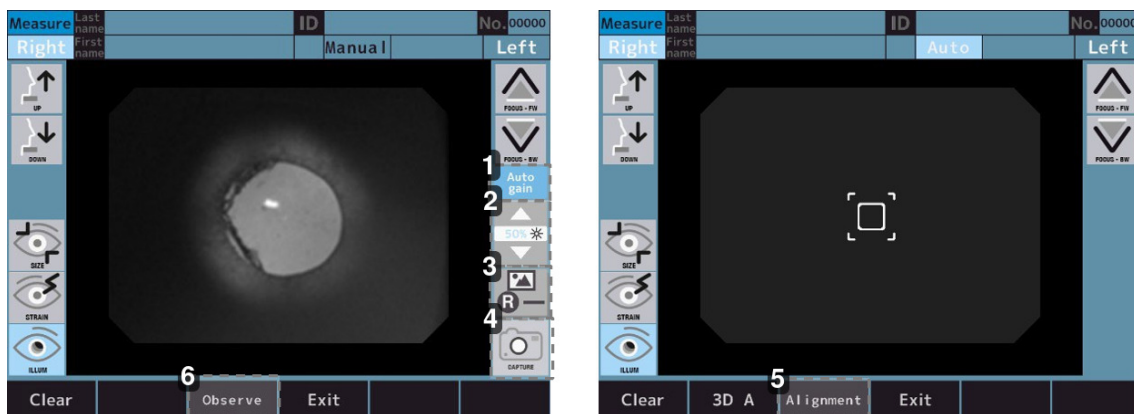 Measure Last name ID No. 00000
Right First name Manual Left
UP
FOCUS - FW
DOWN
FOCUS - BW
1
Auto
gain
2
50%
SIZE
3
R
STRAIN
4
ILLUM
CAPTURE
6
Clear Observe Exit
Measure Last name ID No. 00000
Right First name Auto Left
UP
FOCUS - FW
DOWN
FOCUS - BW
SIZE
STRAIN
ILLUM
5
Clear 3D A Alignment Exit